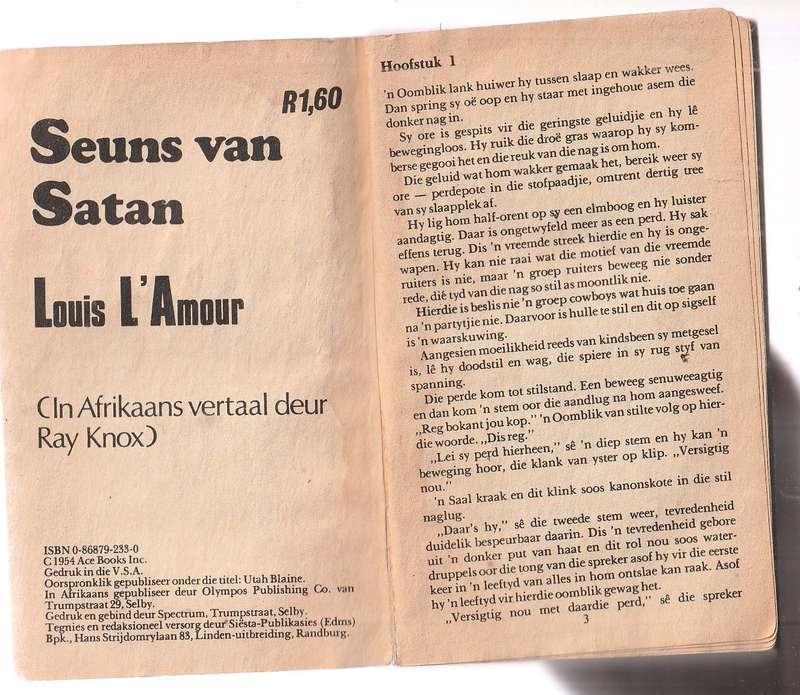 R1,60
Seuns van
Satan
Louis L'Amour
(In Afrikaans vertaal deur
Ray Knox)
ISBN 0-86879-233-0
C 1954 Ace Books Inc.
Gedruk in die V.S.A.
Oorspronklik gepubliseer onder die titel: Utah Blaine.
In Afrikaans gepubliseer deur Olympos Publishing Co. van
Trumpstraat 29, Selby.
Gedruk en gebind deur Spectrum, Trumpstraat, Selby.
Tegnies en redaksioneel versorg deur Siësta-Publikasies (Edms)
Bpk., Hans Strijdomrylaan 83, Linden-uitbreiding, Randburg.
Hoofstuk 1
'n Oomblik lank huiwer hy tussen slaap en wakker wees.
Dan spring sy oë oop en hy staar met ingehoue asem die
donker nag in.
Sy ore is gespits vir die geringste geluidjie en hy lê
bewegingloos. Hy ruik die droë gras waarop hy sy kom-
berse gegooi het en die reuk van die nag is om hom.
Die geluid wat hom wakker gemaak het, bereik weer sy
ore — perdepote in die stofpaadjie, omtrent dertig tree
van sy slaapplek af.
Hy lig hom half-orent op sy een elmboog en hy luister
aandagtig. Daar is ongetwyfeld meer as een perd. Hy sak
effens terug. Dis 'n vreemde streek hierdie en hy is onge-
wapen. Hy kan nie raai wat die motief van die vreemde
ruiters is nie, maar 'n groep ruiters beweeg nie sonder
rede, dié tyd van die nag so stil as moontlik nie.
Hierdie is beslis nie 'n groep cowboys wat huis toe gaan
na 'n partytjie nie. Daarvoor is hulle te stil en dit op sigself
is 'n waarskuwing.
Aangesien moeilikheid reeds van kindsbeen sy metgesel
is, lê hy doodstil en wag, die spiere in sy rug styf van
spanning.
Die perde kom tot stilstand. Een beweeg senuweeagtig
en dan kom 'n stem oor die aandlug na hom aangesweef.
„Reg bokant jou kop." 'n Oomblik van stilte volg op hier-
die woorde. „Dis reg."
„Lei sy perd hierheen," sê 'n diep stem en hy kan 'n
beweging hoor, die klank van yster op klip. „Versigtig
nou."
'n Saal kraak en dit klink soos kanonskote in die stil
naglug.
„Daar's hy," sê die tweede stem weer, tevredenheid
duidelik bespeurbaar daarin. Dis 'n tevredenheid gebore
uit 'n donker put van haat en dit rol nou soos water-
druppels oor die tong van die spreker asof hy vir die eerste
keer in 'n leeftyd van alles in hom ontslae kan raak. Asof
hy 'n leeftyd vir hierdie oomblik gewag het.
„Versigtig nou met daardie perd," sê die spreker
3